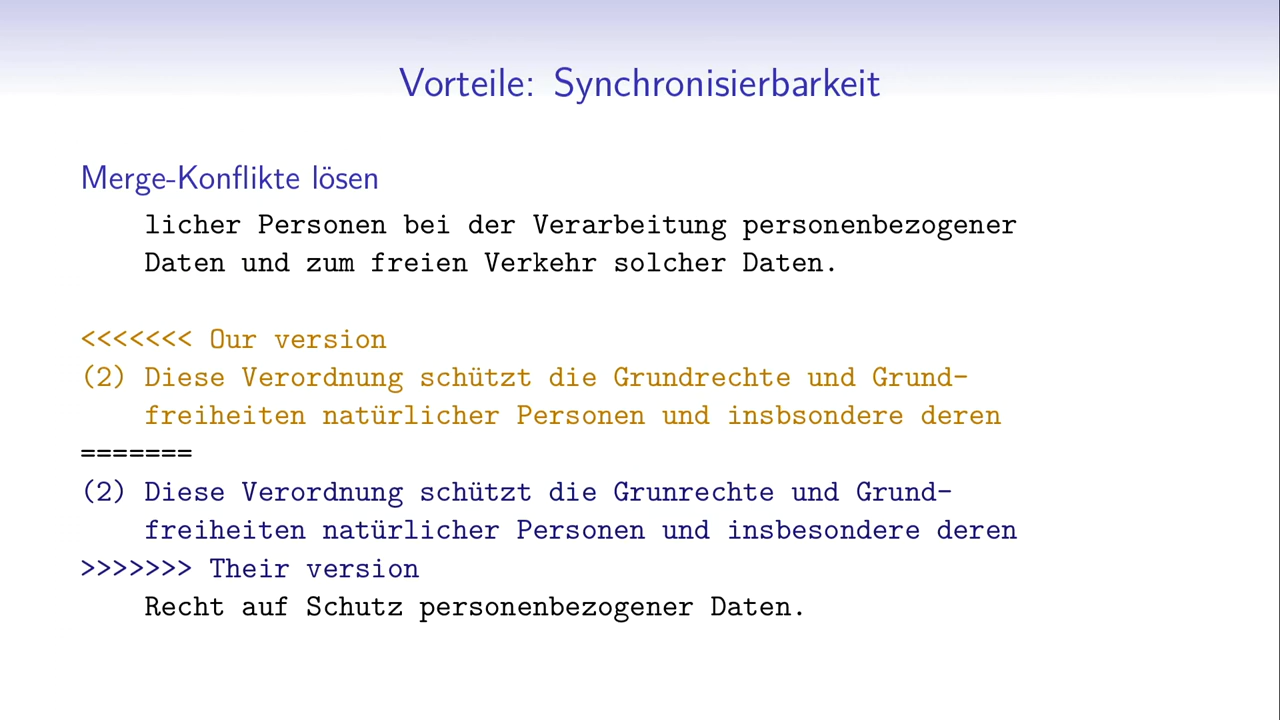 Vorteile: Synchronisierbarkeit
Merge-Konflikte lösen
licher Personen bei der Verarbeitung personenbezogener
Daten und zum freien Verkehr solcher Daten.
<<<<<<< Our version
(2) Diese Verordnung schützt die Grundrechte und Grund-
freiheiten natürlicher Personen und insbsondere deren
=======
(2) Diese Verordnung schützt die Grunrechte und Grund-
freiheiten natürlicher Personen und insbesondere deren
>>>>>>> Their version
Recht auf Schutz personenbezogener Daten.